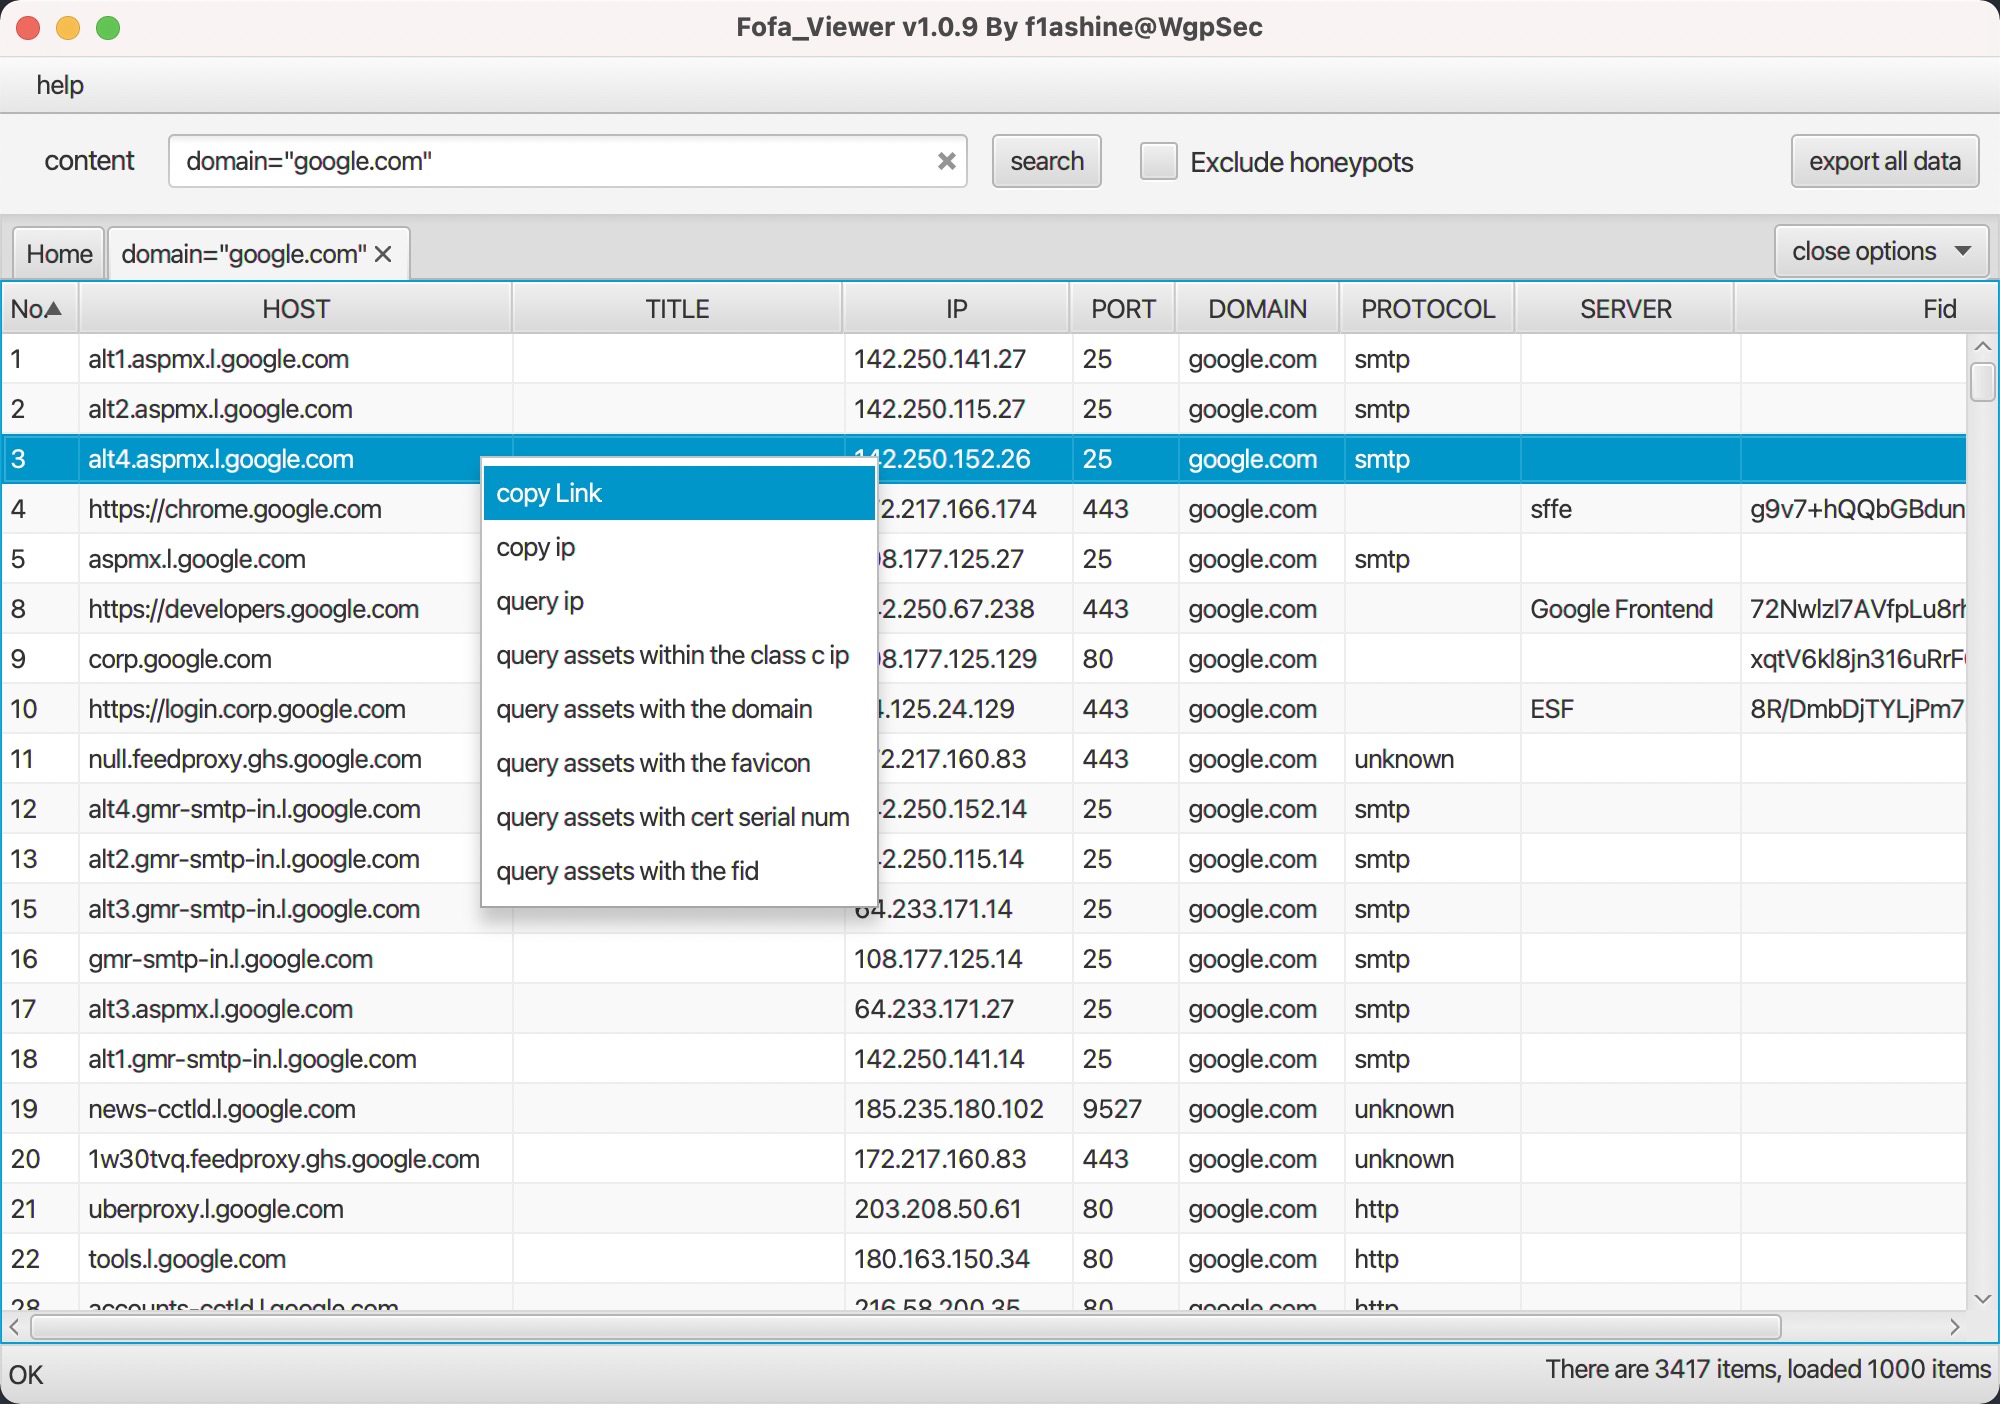 Fofa_Viewer v1.0.9 By f1ashine@WgpSec
help
content domain="google.com" search Exclude honeypots export all data
Home domain="google.com" close options
No. HOST TITLE IP PORT DOMAIN PROTOCOL SERVER Fid
1 alt1.aspmx.l.google.com 142.250.141.27 25 google.com smtp
2 alt2.aspmx.l.google.com 142.250.115.27 25 google.com smtp
3 alt4.aspmx.l.google.com 142.250.152.26 25 google.com smtp
copy Link
copy ip
query ip
query assets within the class c ip
query assets with the domain
query assets with the favicon
query assets with cert serial num
query assets with the fid
4 https://chrome.google.com 2.217.166.174 443 google.com sffe g9v7+hQQbGBdun
5 aspmx.l.google.com 8.177.125.27 25 google.com smtp
8 https://developers.google.com 2.250.67.238 443 google.com Google Frontend 72NwlzI7AVfpLu8r
9 corp.google.com 8.177.125.129 80 google.com xqtV6kl8jn316uRrF
10 https://login.corp.google.com .125.24.129 443 google.com ESF 8R/DmbDjTYLjPm7
11 null.feedproxy.ghs.google.com 2.217.160.83 443 google.com unknown
12 alt4.gmr-smtp-in.l.google.com 2.250.152.14 25 google.com smtp
13 alt2.gmr-smtp-in.l.google.com 2.250.115.14 25 google.com smtp
15 alt3.gmr-smtp-in.l.google.com 64.233.171.14 25 google.com smtp
16 gmr-smtp-in.l.google.com 108.177.125.14 25 google.com smtp
17 alt3.aspmx.l.google.com 64.233.171.27 25 google.com smtp
18 alt1.gmr-smtp-in.l.google.com 142.250.141.14 25 google.com smtp
19 news-cctld.l.google.com 185.235.180.102 9527 google.com unknown
20 1w30tvq.feedproxy.ghs.google.com 172.217.160.83 443 google.com unknown
21 uberproxy.l.google.com 203.208.50.61 80 google.com http
22 tools.l.google.com 180.163.150.34 80 google.com http
28 accounts-cctld.l.google.com 216.58.200.35 80 google.com http
OK There are 3417 items, loaded 1000 items